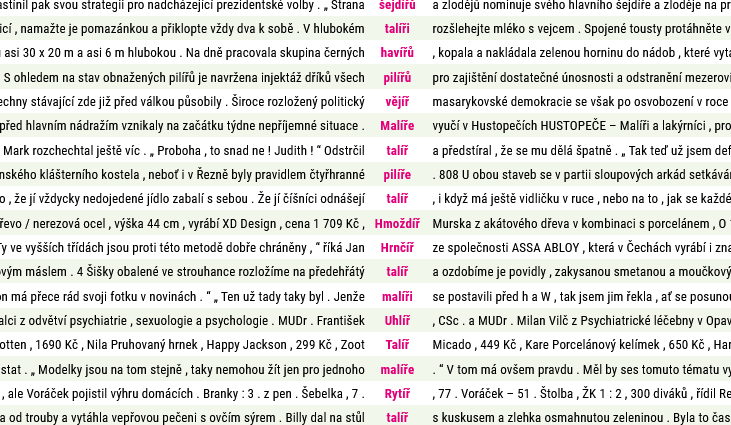 astínil pak svou strategii pro nadcházející prezidentské volby . „ Strana šejdířů a zlodějů nominuje svého hlavního šejdíře a zloděje na pr
icí , namažte je pomazánkou a přiklopte vždy dva k sobě . V hlubokém talíři rozšlehejte mléko s vejcem . Spojené tousty protáhněte v
asi 30 x 20 m a asi 6 m hlubokou . Na dně pracovala skupina černých havířů , kopala a nakládala zelenou horninu do nádob , které vyta
S ohledem na stav obnažených pilířů je navržena injektáž dříků všech pilířů pro zajištění dostatečné únosnosti a odstranění mezerovi
echny stávající zde již před válkou působily . Široce rozložený politický vějíř masarykovské demokracie se však po osvobození v roce
před hlavním nádražím vznikaly na začátku týdne nepříjemné situace . Malíře vyučí v Hustopečích HUSTOPEČE – Malíři a lakýrníci , pro
Mark rozchechtal ještě víc . „ Proboha , to snad ne ! Judith ! “ Odstrčil talíř a předstíral , že se mu dělá špatně . „ Tak teď už jsem def
nského klášterního kostela , neboť i v Řezně byly pravidlem čtyřhranné pilíře . 808 U obou staveb se v partii sloupových arkád setkáván
o , že jí vždycky nedojedené jídlo zabalí s sebou . Že jí číšníci odnášejí talíř , i když má ještě vidličku v ruce , nebo na to , jak se každé
řevo / nerezová ocel , výška 44 cm , vyrábí XD Design , cena 1 709 Kč , Hmoždíř Murska z akátového dřeva v kombinaci s porcelánem , O
Ty ve vyšších třídách jsou proti této metodě dobře chráněny , “ říká Jan Hrnčíř ze společnosti ASSA ABLOY , která v Čechách vyrábí i zna
ovým máslem . 4 Šišky obalené ve strouhance rozložíme na předehřátý talíř a ozdobíme je povidly , zakysanou smetanou a moučkový
on má přece rád svoji fotku v novinách . “ „ Ten už tady taky byl . Jenže malíři se postavili před h a W , tak jsem jim řekla , ať se posunou
alci z odvětví psychiatrie , sexuologie a psychologie . MUDr . František Uhlíř , CSc . a MUDr . Milan Vilč z Psychiatrické léčebny v Opav
otten , 1690 Kč , Nila Pruhovaný hrnek , Happy Jackson , 299 Kč , Zoot Talíř Micado , 449 Kč , Kare Porcelánový kelímek , 650 Kč , Har
stat . „ Modelky jsou na tom stejně , taky nemohou žít jen pro jednoho malíře . “ V tom má ovšem pravdu . Měl by ses tomuto tématu vy
, ale Voráček pojistil výhru domácích . Branky : 3 . z pen . Šebelka , 7 . Rytíř , 77 . Voráček – 51 . Štolba , ŽK 1 : 2 , 300 diváků , řídil Re
a od trouby a vytáhla vepřovou pečeni s ovčím sýrem . Billy dal na stůl talíř s kuskusem a zlehka osmahnutou zeleninou . Byla to čas